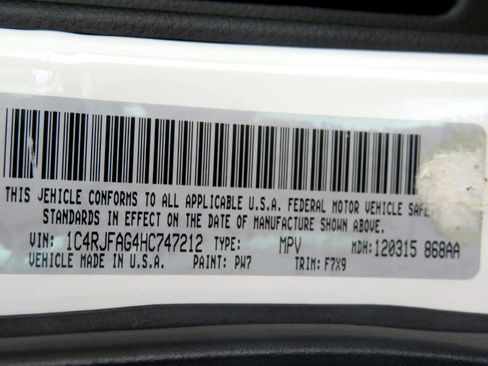 THIS VEHICLE CONFORMS TO ALL APPLICABLE U.S.A. FEDERAL MOTOR VEHICLE SAFE
STANDARDS IN EFFECT ON THE DATE OF MANUFACTURE SHOWN ABOVE.
VIN: 1C4RJFAG4HC747212 TYPE: MPV MDH: 120315 868AA
VEHICLE MADE IN U.S.A. PAINT: PW7 TRIM: F7X9